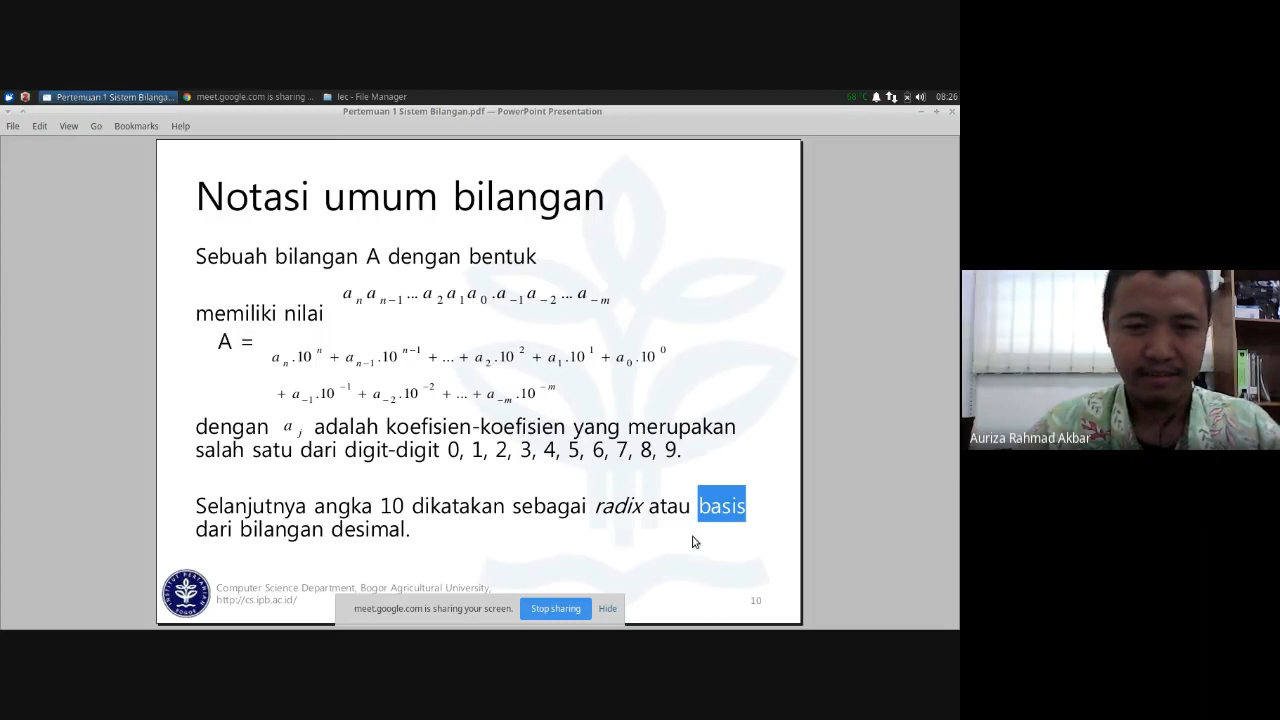 Pertemuan 1 Sistem Bilanga...
meet.google.com is sharing ...
lec - File Manager
68°C
08:26
Pertemuan 1 Sistem Bilangan.pdf — PowerPoint Presentation
File Edit View Go Bookmarks Help
Notasi umum bilangan
Sebuah bilangan A dengan bentuk
a n a n−1 ... a 2 a 1 a 0 . a −1 a −2 ... a −m
memiliki nilai
A =
a n .10 n + a n−1 .10 n−1 + ... + a 2 .10 2 + a 1 .10 1 + a 0 .10 0
+ a −1 .10 −1 + a −2 .10 −2 + ... + a −m .10 −m
dengan a j adalah koefisien-koefisien yang merupakan
salah satu dari digit-digit 0, 1, 2, 3, 4, 5, 6, 7, 8, 9.
Selanjutnya angka 10 dikatakan sebagai radix atau basis
dari bilangan desimal.
INSTITUT PERTANIAN
BOGOR
Computer Science Department, Bogor Agricultural University,
http://cs.ipb.ac.id/
10
meet.google.com is sharing your screen.
Stop sharing
Hide
Auriza Rahmad Akbar